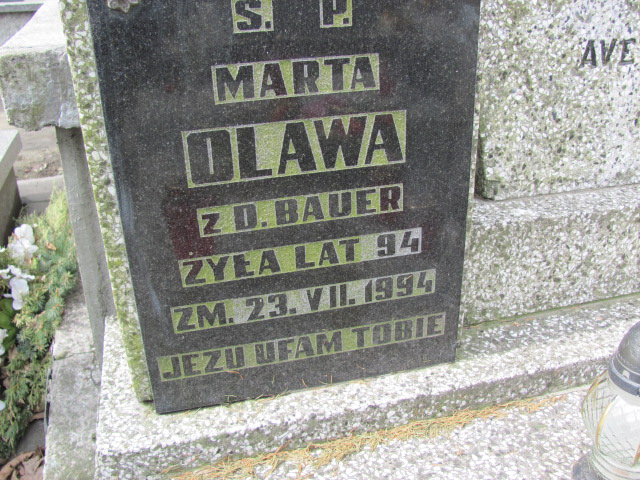 S. P.
MARTA
OLAWA
z D. BAUER
ŻYŁA LAT 94
ZM. 23. VII. 1994
JEZU UFAM TOBIE
AVE